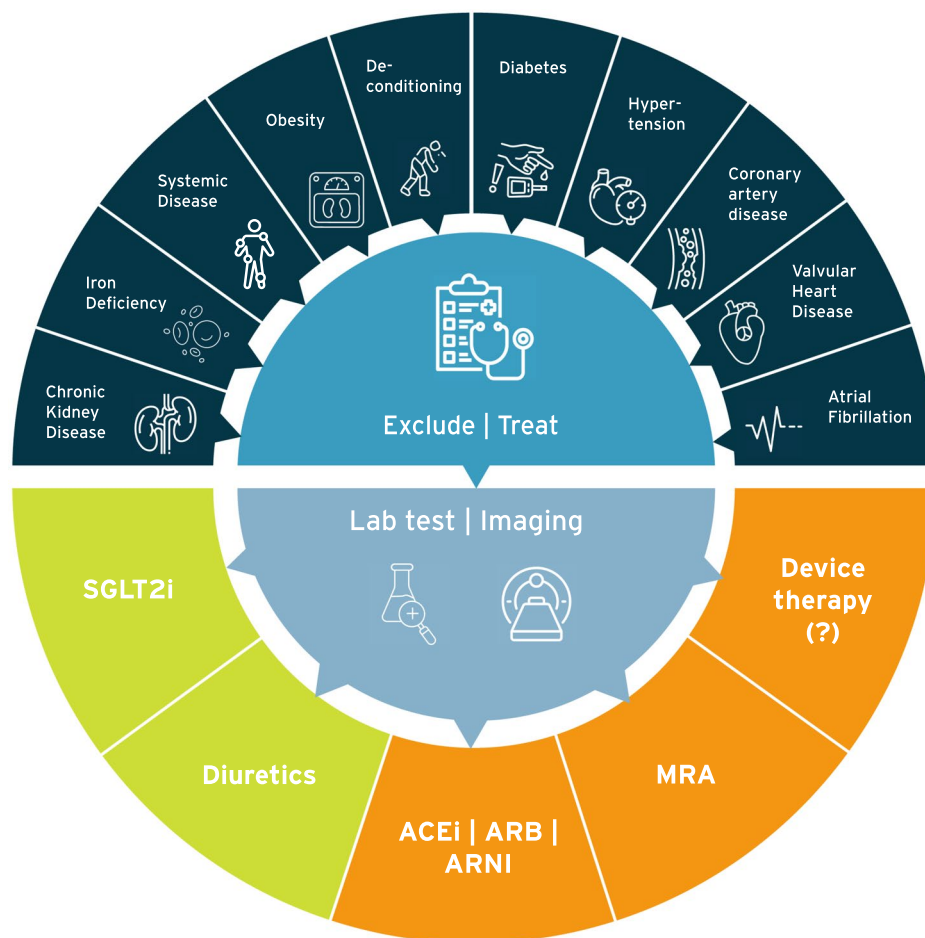 De-
conditioning
Diabetes
Obesity
Hyper-
tension
Systemic
Disease
Coronary
artery
disease
Iron
Deficiency
Valvular
Heart
Disease
Chronic
Kidney
Disease
Atrial
Fibrillation
Exclude | Treat
Lab test | Imaging
SGLT2i
Device
therapy
(?)
Diuretics
MRA
ACEi | ARB |
ARNI